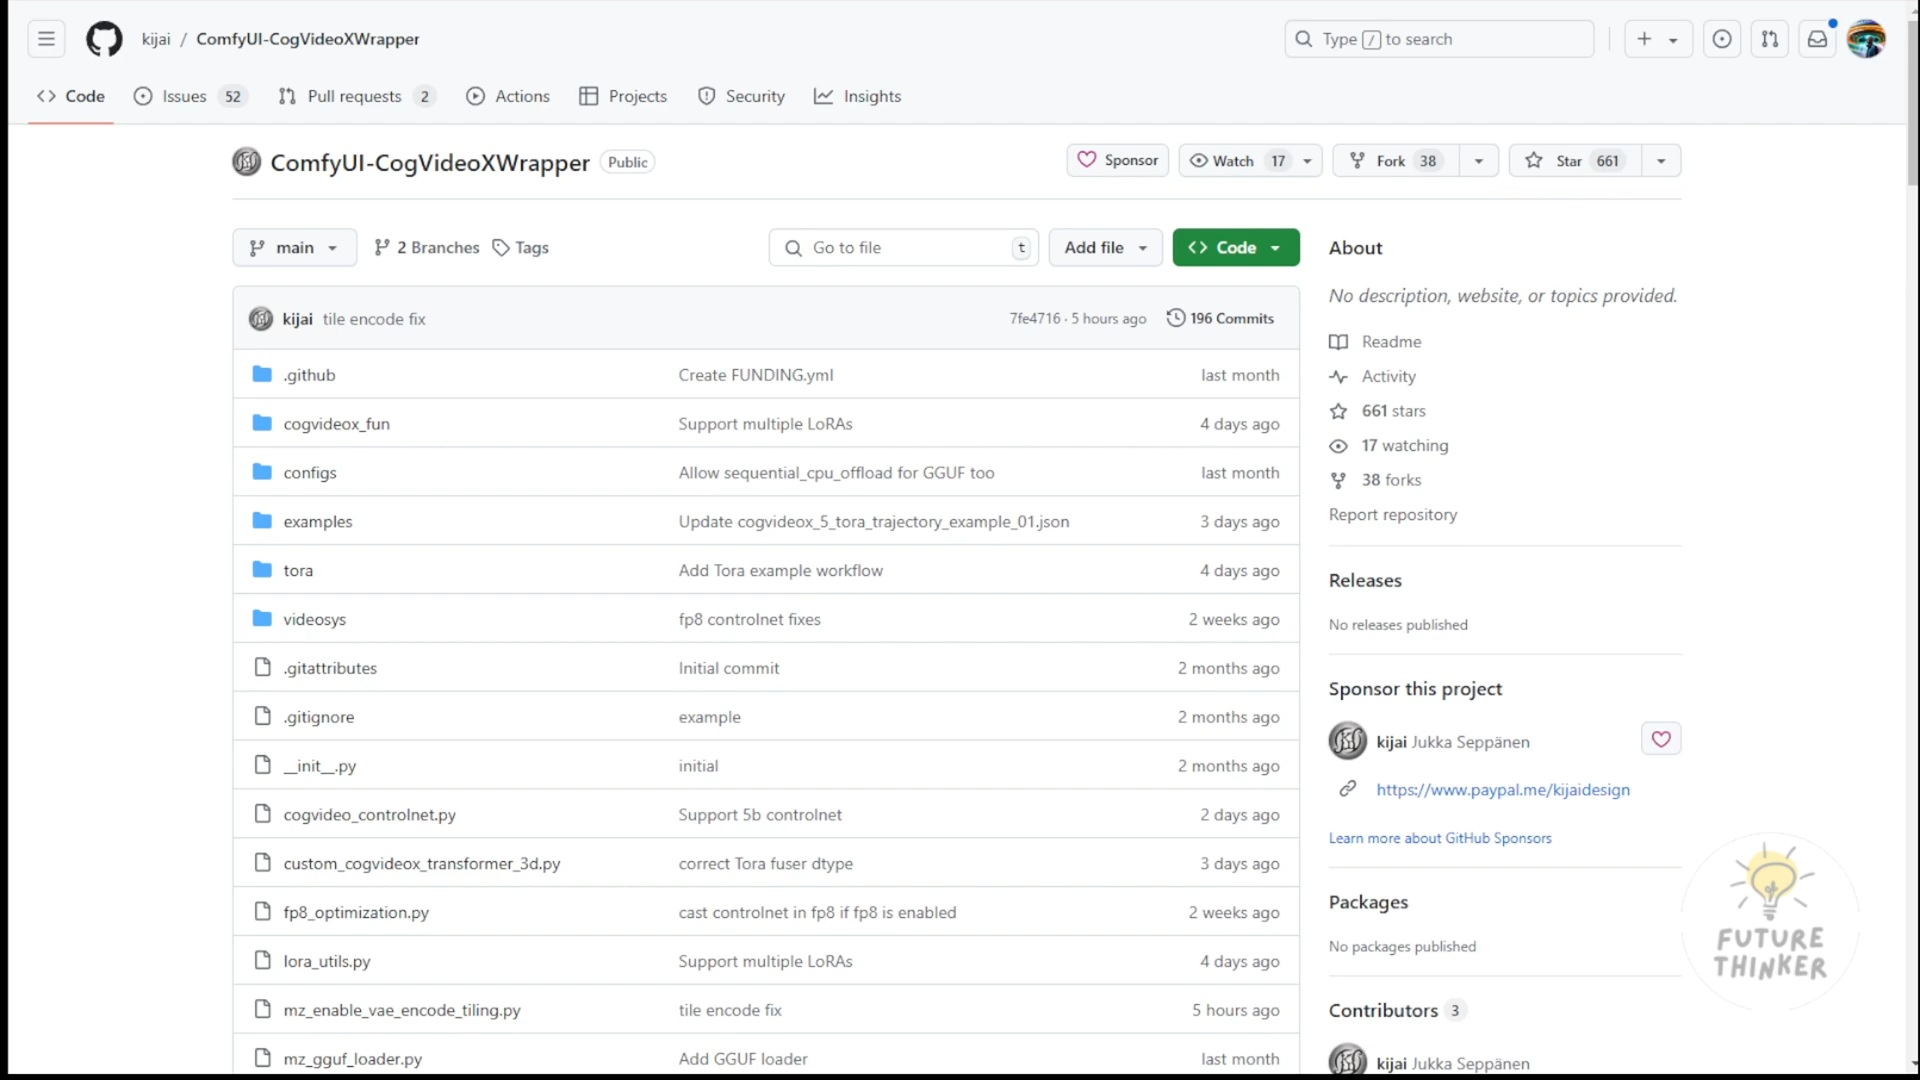 kijai / ComfyUI-CogVideoXWrapper
Type / to search
Code Issues 52 Pull requests 2 Actions Projects Security Insights
ComfyUI-CogVideoXWrapper Public
Sponsor Watch 17 Fork 38 Star 661
main 2 Branches Tags Go to file t Add file Code
kijai tile encode fix 7fe4716 · 5 hours ago 196 Commits
.github Create FUNDING.yml last month
cogvideox_fun Support multiple LoRAs 4 days ago
configs Allow sequential_cpu_offload for GGUF too last month
examples Update cogvideox_5_tora_trajectory_example_01.json 3 days ago
tora Add Tora example workflow 4 days ago
videosys fp8 controlnet fixes 2 weeks ago
.gitattributes Initial commit 2 months ago
.gitignore example 2 months ago
__init__.py initial 2 months ago
cogvideo_controlnet.py Support 5b controlnet 2 days ago
custom_cogvideox_transformer_3d.py correct Tora fuser dtype 3 days ago
fp8_optimization.py cast controlnet in fp8 if fp8 is enabled 2 weeks ago
lora_utils.py Support multiple LoRAs 4 days ago
mz_enable_vae_encode_tiling.py tile encode fix 5 hours ago
mz_gguf_loader.py Add GGUF loader last month
About
No description, website, or topics provided.
Readme
Activity
661 stars
17 watching
38 forks
Report repository
Releases
No releases published
Sponsor this project
kijai Jukka Seppänen
https://www.paypal.me/kijaidesign
Learn more about GitHub Sponsors
Packages
No packages published
Contributors 3
kijai Jukka Seppänen
FUTURE
THINKER